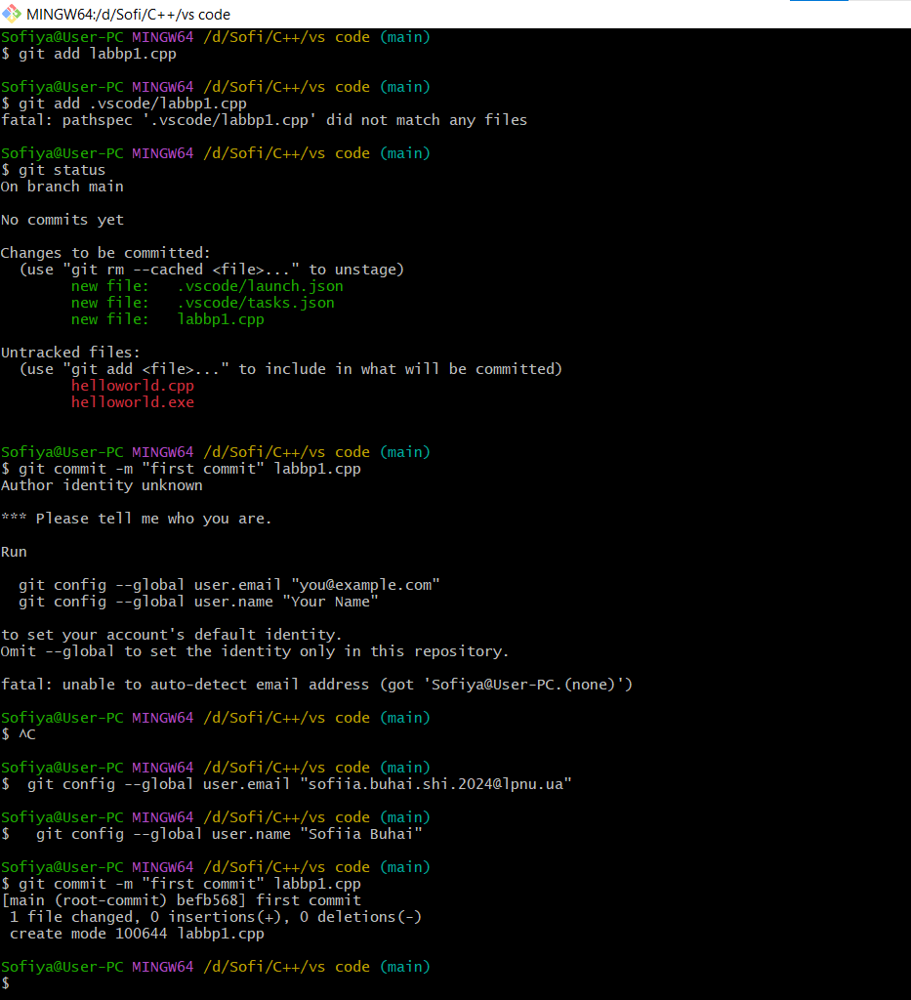 MINGW64:/d/Sofi/C++/vs code
Sofiya@User-PC MINGW64 /d/Sofi/C++/vs code (main)
$ git add labbp1.cpp
Sofiya@User-PC MINGW64 /d/Sofi/C++/vs code (main)
$ git add .vscode/labbp1.cpp
fatal: pathspec '.vscode/labbp1.cpp' did not match any files
Sofiya@User-PC MINGW64 /d/Sofi/C++/vs code (main)
$ git status
On branch main
No commits yet
Changes to be committed:
  (use "git rm --cached <file>..." to unstage)
        new file:   .vscode/launch.json
        new file:   .vscode/tasks.json
        new file:   labbp1.cpp
Untracked files:
  (use "git add <file>..." to include in what will be committed)
        helloworld.cpp
        helloworld.exe
Sofiya@User-PC MINGW64 /d/Sofi/C++/vs code (main)
$ git commit -m "first commit" labbp1.cpp
Author identity unknown
*** Please tell me who you are.
Run
  git config --global user.email "you@example.com"
  git config --global user.name "Your Name"
to set your account's default identity.
Omit --global to set the identity only in this repository.
fatal: unable to auto-detect email address (got 'Sofiya@User-PC.(none)')
Sofiya@User-PC MINGW64 /d/Sofi/C++/vs code (main)
$ ^C
Sofiya@User-PC MINGW64 /d/Sofi/C++/vs code (main)
$  git config --global user.email "sofiia.buhai.shi.2024@lpnu.ua"
Sofiya@User-PC MINGW64 /d/Sofi/C++/vs code (main)
$   git config --global user.name "Sofiia Buhai"
Sofiya@User-PC MINGW64 /d/Sofi/C++/vs code (main)
$ git commit -m "first commit" labbp1.cpp
[main (root-commit) befb568] first commit
 1 file changed, 0 insertions(+), 0 deletions(-)
 create mode 100644 labbp1.cpp
Sofiya@User-PC MINGW64 /d/Sofi/C++/vs code (main)
$